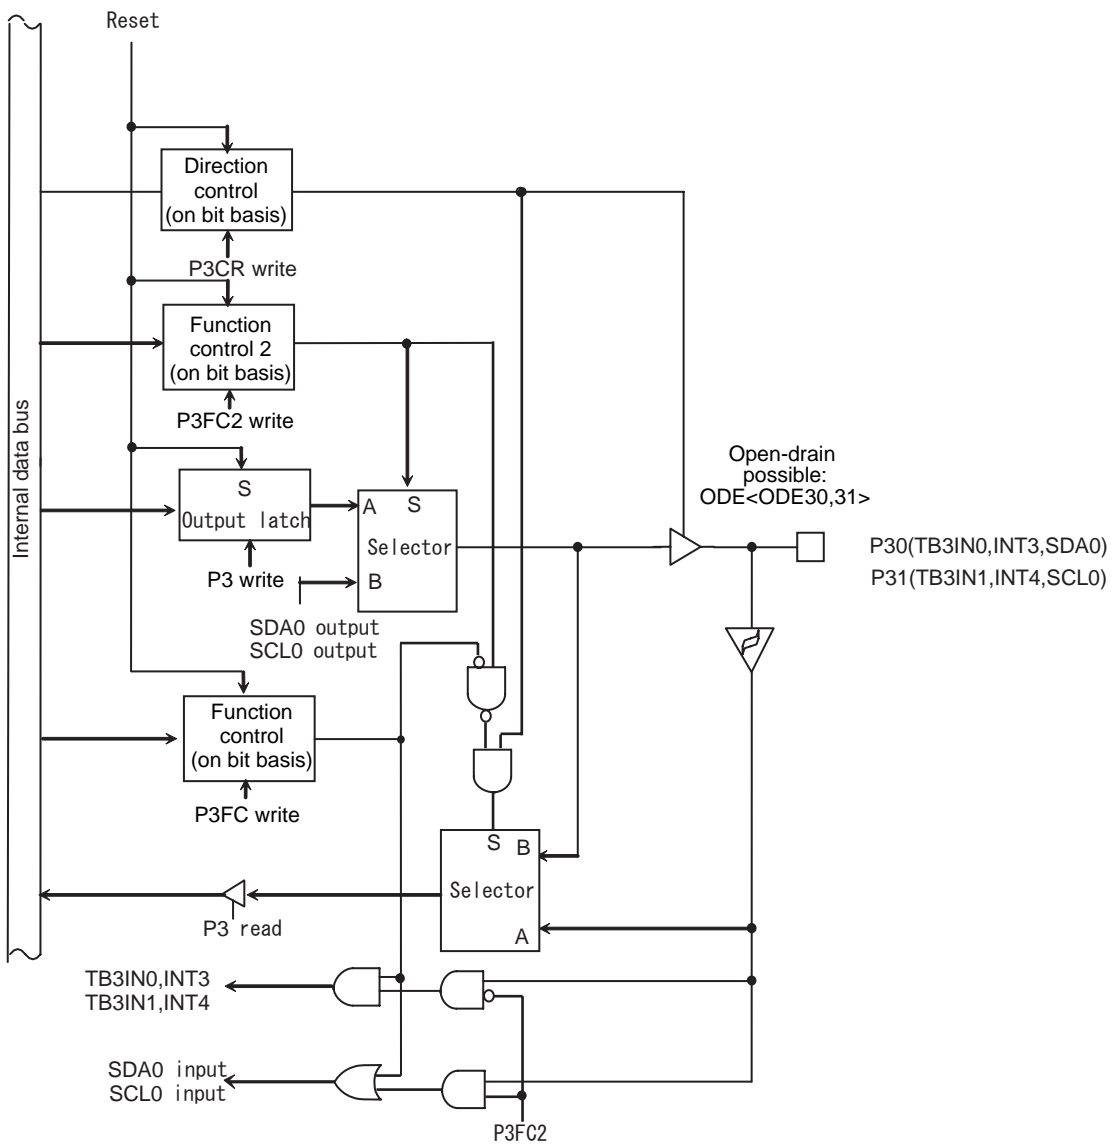 Reset
Direction
control
(on bit basis)
P3CR write
Function
control 2
(on bit basis)
P3FC2 write
Internal data bus
S
Output latch
P3 write
A
S
Selector
B
SDA0 output
SCL0 output
Open-drain
possible:
ODE<ODE30,31>
P30(TB3IN0,INT3,SDA0)
P31(TB3IN1,INT4,SCL0)
Function
control
(on bit basis)
P3FC write
S
B
Selector
A
P3 read
TB3IN0,INT3
TB3IN1,INT4
SDA0 input
SCL0 input
P3FC2